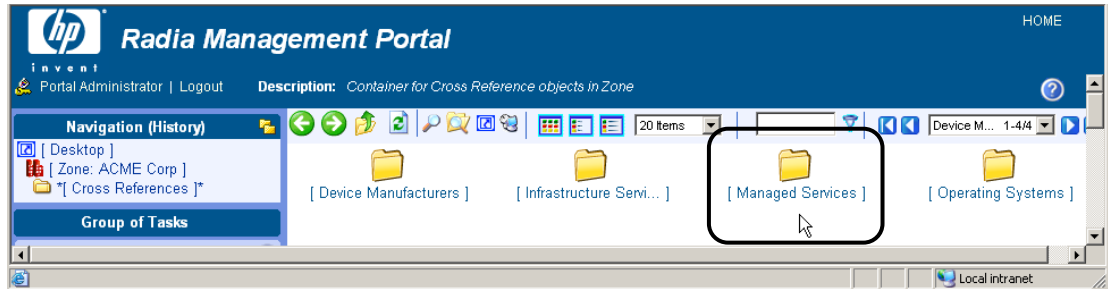 HOME
hp
invent
Radia Management Portal
Portal Administrator | Logout
Description: Container for Cross Reference objects in Zone
Navigation (History)
[ Desktop ]
[ Zone: ACME Corp ]
*[ Cross References ]*
Group of Tasks
20 Items
Device M... 1-4/4
[ Device Manufacturers ]
[ Infrastructure Servi... ]
[ Managed Services ]
[ Operating Systems ]
Local intranet